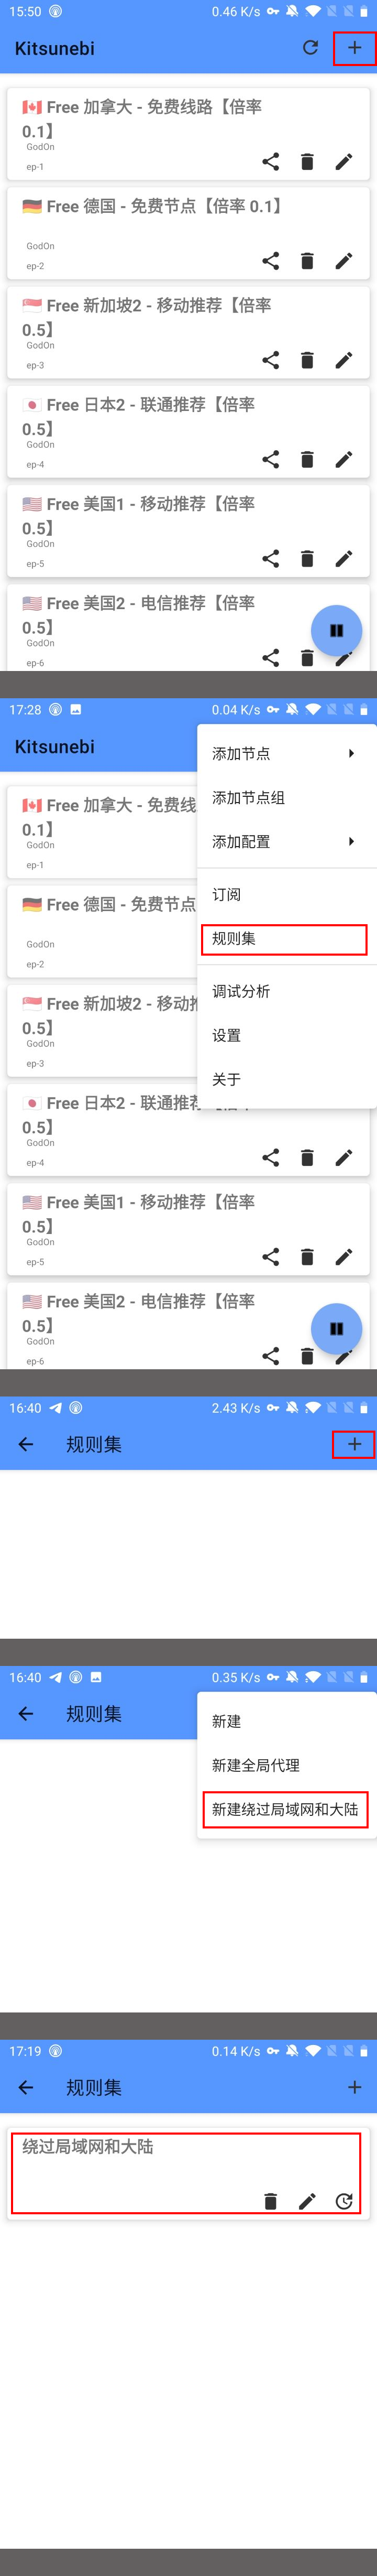 15:50 0.46 K/s
Kitsunebi
Free 加拿大 - 免费线路【倍率
0.1】
GodOn
ep-1
Free 德国 - 免费节点【倍率 0.1】
GodOn
ep-2
Free 新加坡2 - 移动推荐【倍率
0.5】
GodOn
ep-3
Free 日本2 - 联通推荐【倍率
0.5】
GodOn
ep-4
Free 美国1 - 移动推荐【倍率
0.5】
GodOn
ep-5
Free 美国2 - 电信推荐【倍率
0.5】
GodOn
ep-6
17:28 0.04 K/s
Kitsunebi
添加节点
添加节点组
添加配置
订阅
规则集
调试分析
设置
关于
Free 加拿大 - 免费线
0.1】
GodOn
ep-1
Free 德国 - 免费节点
GodOn
ep-2
Free 新加坡2 - 移动推
0.5】
GodOn
ep-3
Free 日本2 - 联通推荐【倍率
0.5】
GodOn
ep-4
Free 美国1 - 移动推荐【倍率
0.5】
GodOn
ep-5
Free 美国2 - 电信推荐【倍率
0.5】
GodOn
ep-6
16:40 2.43 K/s
规则集
16:40 0.35 K/s
规则集
新建
新建全局代理
新建绕过局域网和大陆
17:19 0.14 K/s
规则集
绕过局域网和大陆